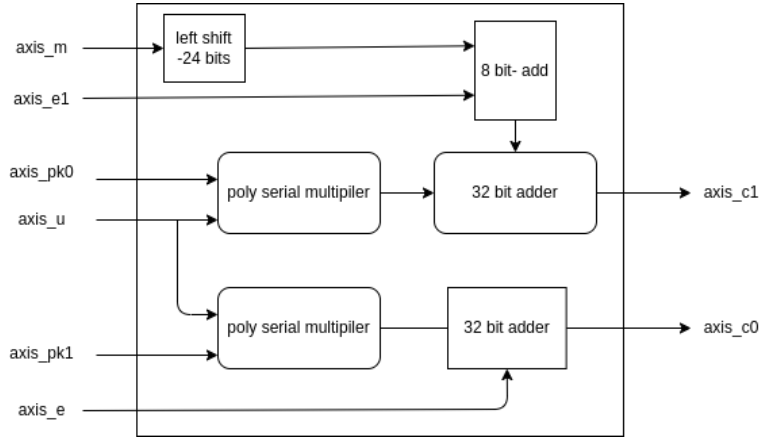 axis_m
left shift
-24 bits
8 bit- add
axis_e1
axis_pk0
poly serial multipiler
32 bit adder
axis_c1
axis_u
poly serial multipiler
32 bit adder
axis_c0
axis_pk1
axis_e